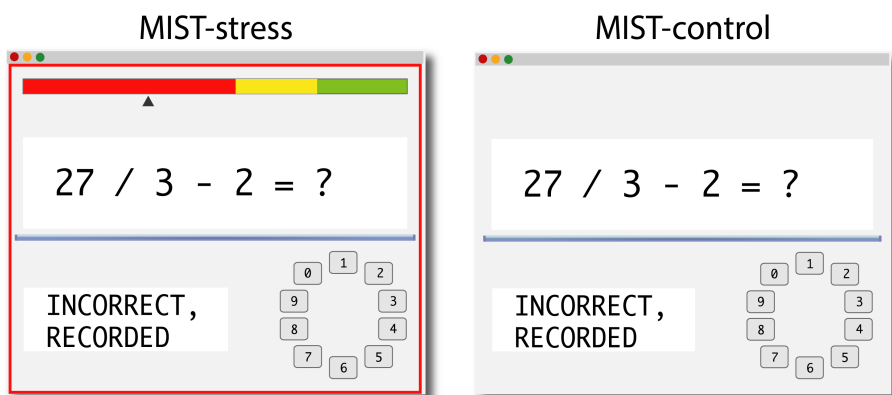 MIST-stress
27 / 3 - 2 = ?
INCORRECT,
RECORDED
0
1
2
3
4
5
6
7
8
9
MIST-control
27 / 3 - 2 = ?
INCORRECT,
RECORDED
0
1
2
3
4
5
6
7
8
9